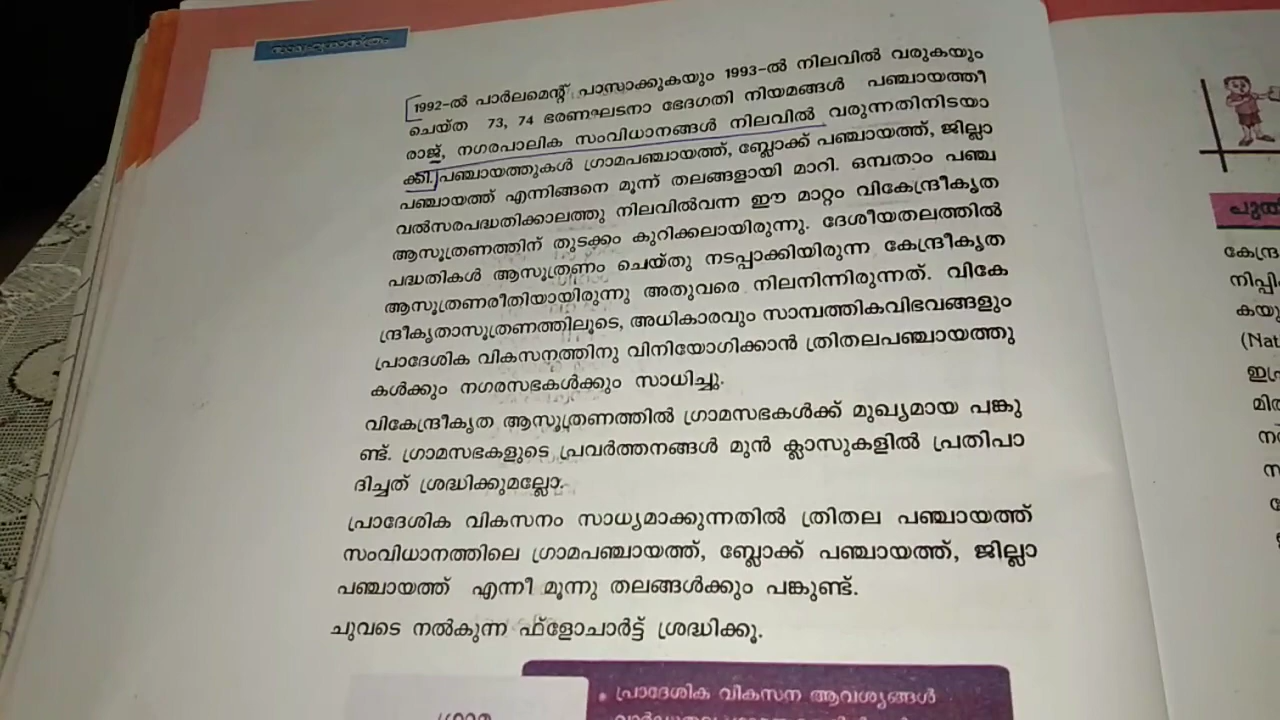 സാമൂഹ്യശാസ്ത്രം
1992-ൽ പാർലമെന്റ് പാസാക്കുകയും 1993-ൽ നിലവിൽ വരുകയും
ചെയ്ത 73, 74 ഭരണഘടനാ ഭേദഗതി നിയമങ്ങൾ പഞ്ചായത്തീ
രാജ്, നഗരപാലിക സംവിധാനങ്ങൾ നിലവിൽ വരുന്നതിനിടയാ
ക്കി. പഞ്ചായത്തുകൾ ഗ്രാമപഞ്ചായത്ത്, ബ്ലോക്ക് പഞ്ചായത്ത്, ജില്ലാ
പഞ്ചായത്ത് എന്നിങ്ങനെ മൂന്ന് തലങ്ങളായി മാറി. ഒമ്പതാം പഞ്ച
വൽസരപദ്ധതിക്കാലത്തു നിലവിൽവന്ന ഈ മാറ്റം വികേന്ദ്രീകൃത
ആസൂത്രണത്തിന് തുടക്കം കുറിക്കലായിരുന്നു. ദേശീയതലത്തിൽ
പദ്ധതികൾ ആസൂത്രണം ചെയ്തു നടപ്പാക്കിയിരുന്ന കേന്ദ്രീകൃത
ആസൂത്രണരീതിയായിരുന്നു അതുവരെ നിലനിന്നിരുന്നത്. വികേ
ന്ദ്രീകൃതാസൂത്രണത്തിലൂടെ, അധികാരവും സാമ്പത്തികവിഭവങ്ങളും
പ്രാദേശിക വികസനത്തിനു വിനിയോഗിക്കാൻ ത്രിതലപഞ്ചായത്തു
കൾക്കും നഗരസഭകൾക്കും സാധിച്ചു.
വികേന്ദ്രീകൃത ആസൂത്രണത്തിൽ ഗ്രാമസഭകൾക്ക് മുഖ്യമായ പങ്കു
ണ്ട്. ഗ്രാമസഭകളുടെ പ്രവർത്തനങ്ങൾ മുൻ ക്ലാസുകളിൽ പ്രതിപാ
ദിച്ചത് ശ്രദ്ധിക്കുമല്ലോ.
പ്രാദേശിക വികസനം സാധ്യമാക്കുന്നതിൽ ത്രിതല പഞ്ചായത്ത്
സംവിധാനത്തിലെ ഗ്രാമപഞ്ചായത്ത്, ബ്ലോക്ക് പഞ്ചായത്ത്, ജില്ലാ
പഞ്ചായത്ത് എന്നീ മൂന്നു തലങ്ങൾക്കും പങ്കുണ്ട്.
ചുവടെ നൽകുന്ന ഫ്ളോചാർട്ട് ശ്രദ്ധിക്കൂ.
• പ്രാദേശിക വികസന ആവശ്യങ്ങൾ
ഗ്രാമ
(Nat